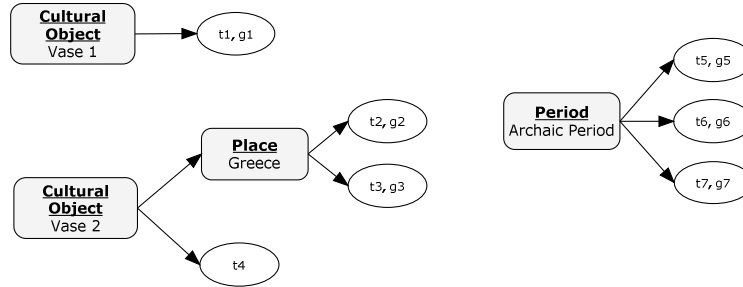 Cultural
Object
Vase 1
t1, g1
Cultural
Object
Vase 2
Place
Greece
t2, g2
t3, g3
t4
Period
Archaic Period
t5, g5
t6, g6
t7, g7